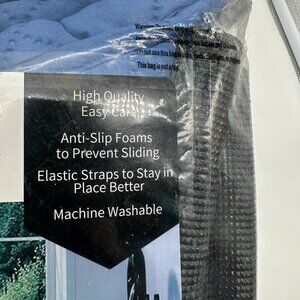 High Quality
Easy Care
Anti-Slip Foams
to Prevent Sliding
Elastic Straps to Stay in
Place Better
Machine Washable
This bag is not a